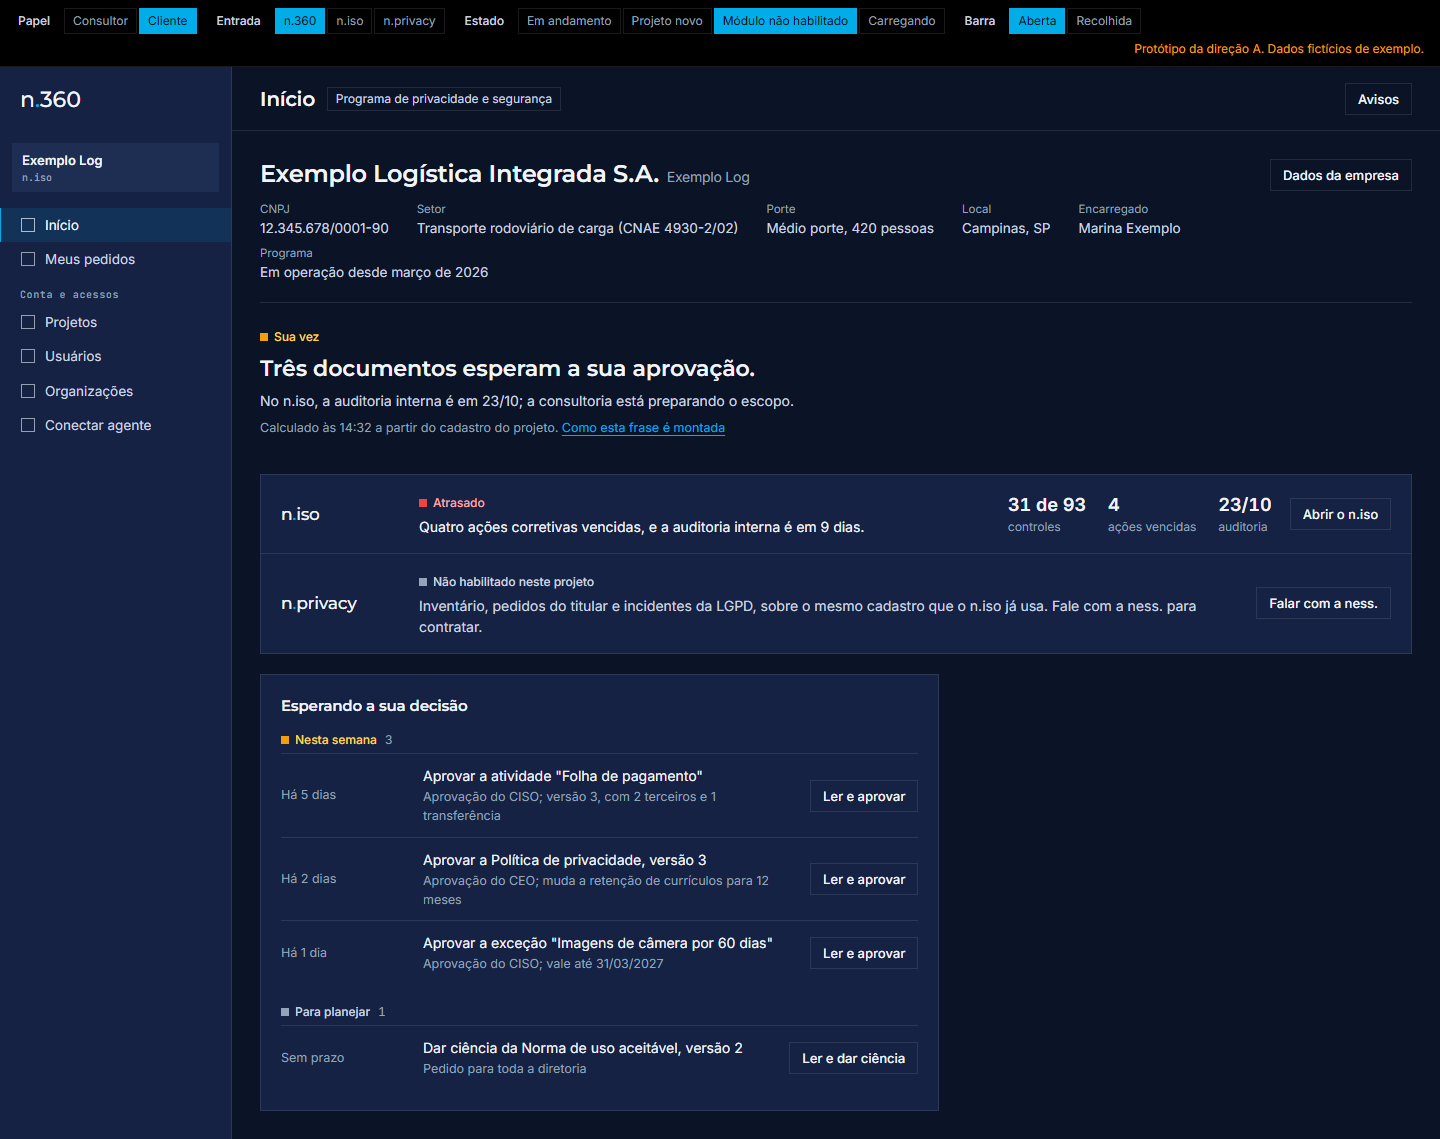 Papel Consultor Cliente Entrada n.360 n.iso n.privacy Estado Em andamento Projeto novo Módulo não habilitado Carregando Barra Aberta Recolhida
Protótipo da direção A. Dados fictícios de exemplo.
n.360
Exemplo Log
n.iso
Início
Meus pedidos
Conta e acessos
Projetos
Usuários
Organizações
Conectar agente
Início Programa de privacidade e segurança Avisos
Exemplo Logística Integrada S.A. Exemplo Log Dados da empresa
CNPJ Setor Porte Local Encarregado
12.345.678/0001-90 Transporte rodoviário de carga (CNAE 4930-2/02) Médio porte, 420 pessoas Campinas, SP Marina Exemplo
Programa
Em operação desde março de 2026
Sua vez
Três documentos esperam a sua aprovação.
No n.iso, a auditoria interna é em 23/10; a consultoria está preparando o escopo.
Calculado às 14:32 a partir do cadastro do projeto. Como esta frase é montada
n.iso
Atrasado
Quatro ações corretivas vencidas, e a auditoria interna é em 9 dias.
31 de 93 4 23/10
controles ações vencidas auditoria
Abrir o n.iso
n.privacy
Não habilitado neste projeto
Inventário, pedidos do titular e incidentes da LGPD, sobre o mesmo cadastro que o n.iso já usa. Fale com a ness. para
contratar.
Falar com a ness.
Esperando a sua decisão
Nesta semana 3
Há 5 dias
Aprovar a atividade "Folha de pagamento"
Aprovação do CISO; versão 3, com 2 terceiros e 1
transferência
Ler e aprovar
Há 2 dias
Aprovar a Política de privacidade, versão 3
Aprovação do CEO; muda a retenção de currículos para 12
meses
Ler e aprovar
Há 1 dia
Aprovar a exceção "Imagens de câmera por 60 dias"
Aprovação do CISO; vale até 31/03/2027
Ler e aprovar
Para planejar 1
Sem prazo
Dar ciência da Norma de uso aceitável, versão 2
Pedido para toda a diretoria
Ler e dar ciência